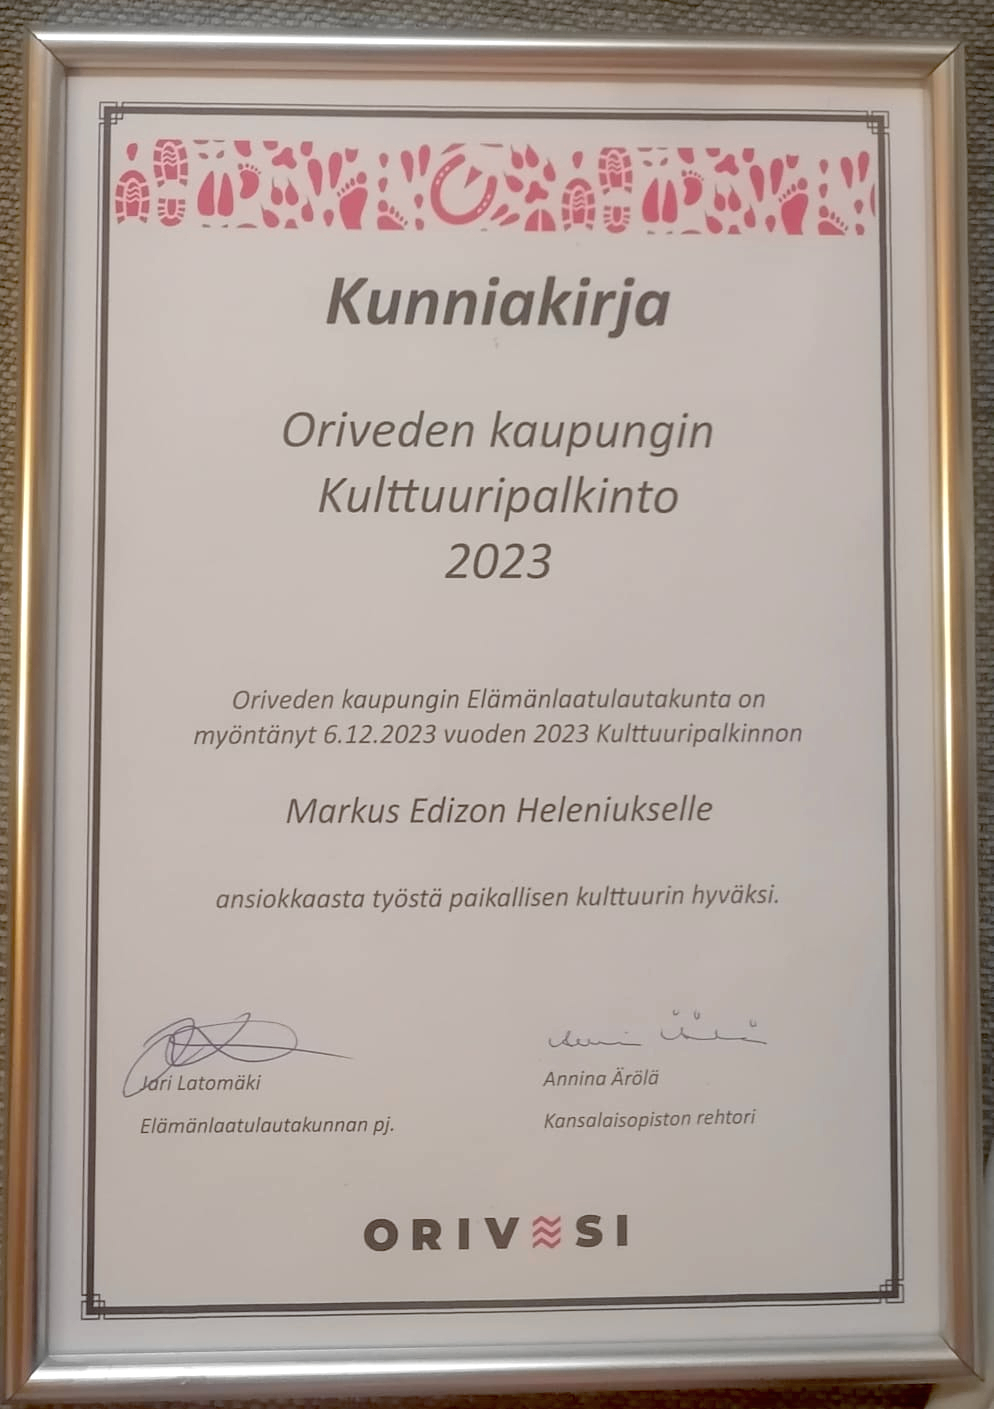 Kunniakirja
Oriveden kaupungin
Kulttuuripalkinto
2023
Oriveden kaupungin Elämänlaatulautakunta on
myöntänyt 6.12.2023 vuoden 2023 Kulttuuripalkinnon
Markus Edizon Heleniukselle
ansiokkaasta työstä paikallisen kulttuurin hyväksi.
Jari Latomäki
Elämänlaatulautakunnan pj.
Annina Ärölä
Kansalaisopiston rehtori
ORIVESI